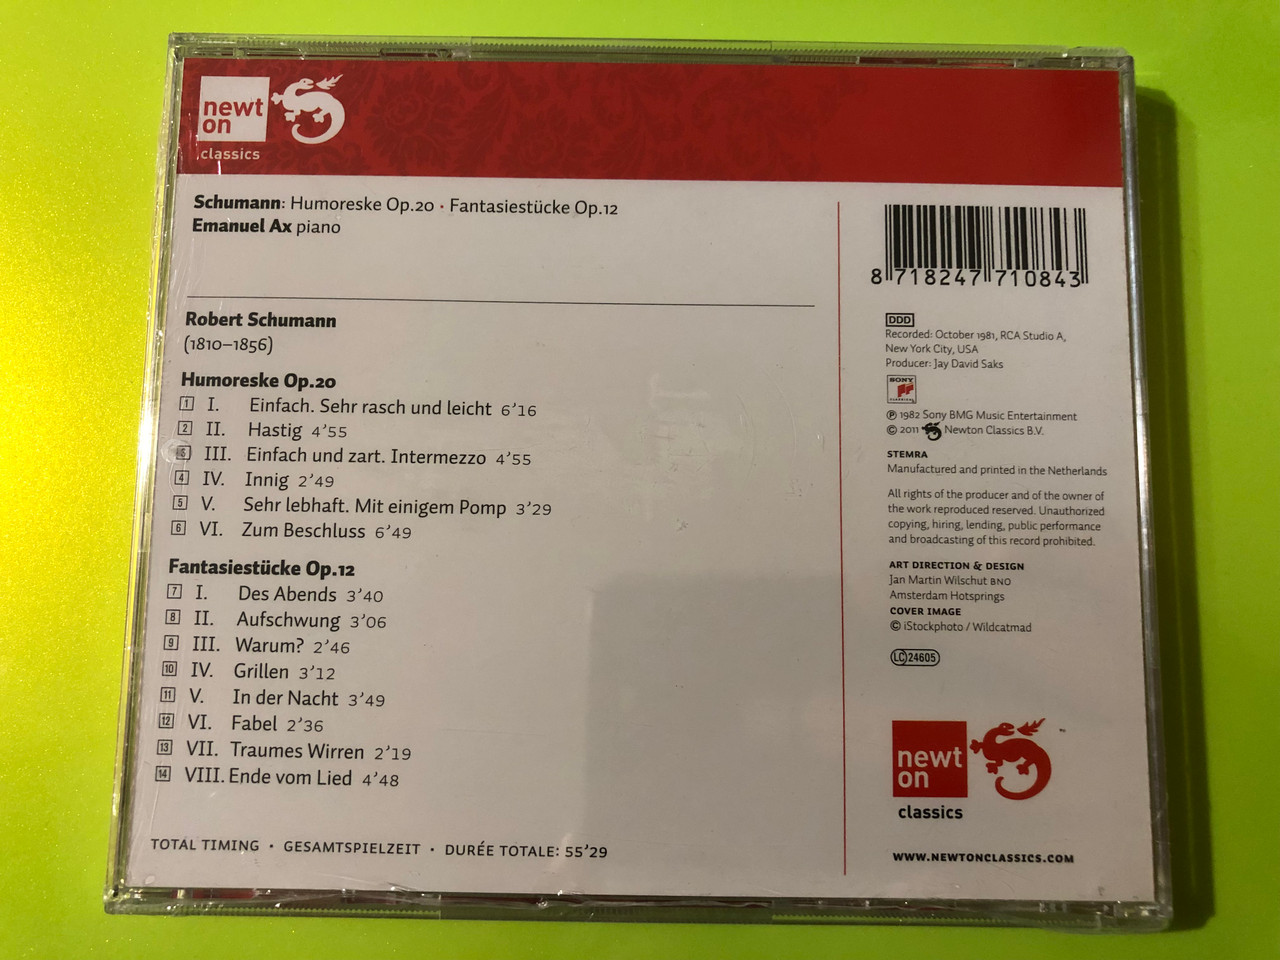 newt
on
classics
Schumann: Humoreske Op.20 · Fantasiestücke Op.12
Emanuel Ax piano
Robert Schumann
(1810–1856)
Humoreske Op.20
1 I. Einfach. Sehr rasch und leicht 6’16
2 II. Hastig 4’55
3 III. Einfach und zart. Intermezzo 4’55
4 IV. Innig 2’49
5 V. Sehr lebhaft. Mit einigem Pomp 3’29
6 VI. Zum Beschluss 6’49
Fantasiestücke Op.12
7 I. Des Abends 3’40
8 II. Aufschwung 3’06
9 III. Warum? 2’46
10 IV. Grillen 3’12
11 V. In der Nacht 3’49
12 VI. Fabel 2’36
13 VII. Traumes Wirren 2’19
14 VIII. Ende vom Lied 4’48
TOTAL TIMING · GESAMTSPIELZEIT · DURÉE TOTALE: 55’29
8 718247 710843
DDD
Recorded: October 1981, RCA Studio A,
New York City, USA
Producer: Jay David Saks
SONY
CLASSICAL
℗ 1982 Sony BMG Music Entertainment
© 2011 Newton Classics B.V.
STEMRA
Manufactured and printed in the Netherlands
All rights of the producer and of the owner of
the work reproduced reserved. Unauthorized
copying, hiring, lending, public performance
and broadcasting of this record prohibited.
ART DIRECTION & DESIGN
Jan Martin Wilschut BNO
Amsterdam Hotsprings
COVER IMAGE
© iStockphoto / Wildcatmad
LC 24605
newt
on
classics
WWW.NEWTONCLASSICS.COM